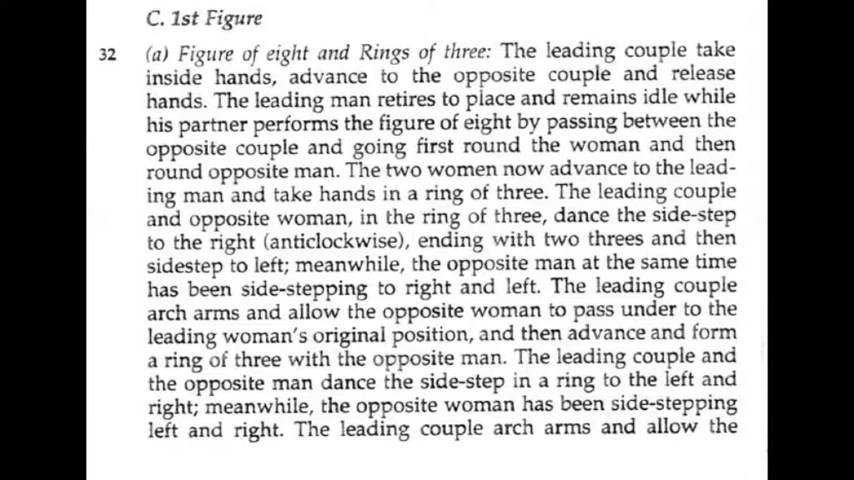 C. 1st Figure
32 (a) Figure of eight and Rings of three: The leading couple take
inside hands, advance to the opposite couple and release
hands. The leading man retires to place and remains idle while
his partner performs the figure of eight by passing between the
opposite couple and going first round the woman and then
round opposite man. The two women now advance to the lead-
ing man and take hands in a ring of three. The leading couple
and opposite woman, in the ring of three, dance the side-step
to the right (anticlockwise), ending with two threes and then
sidestep to left; meanwhile, the opposite man at the same time
has been side-stepping to right and left. The leading couple
arch arms and allow the opposite woman to pass under to the
leading woman's original position, and then advance and form
a ring of three with the opposite man. The leading couple and
the opposite man dance the side-step in a ring to the left and
right; meanwhile, the opposite woman has been side-stepping
left and right. The leading couple arch arms and allow the